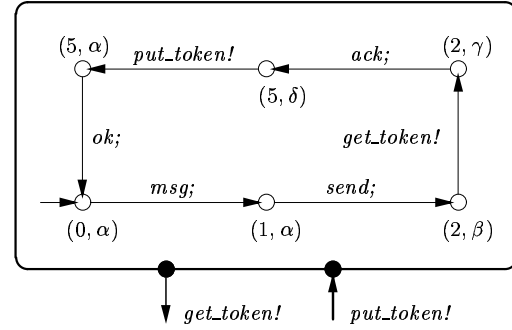 (5, α) put_token! ack; (2, γ)
(5, δ)
ok; get_token!
msg; send;
(0, α) (1, α) (2, β)
get_token! put_token!